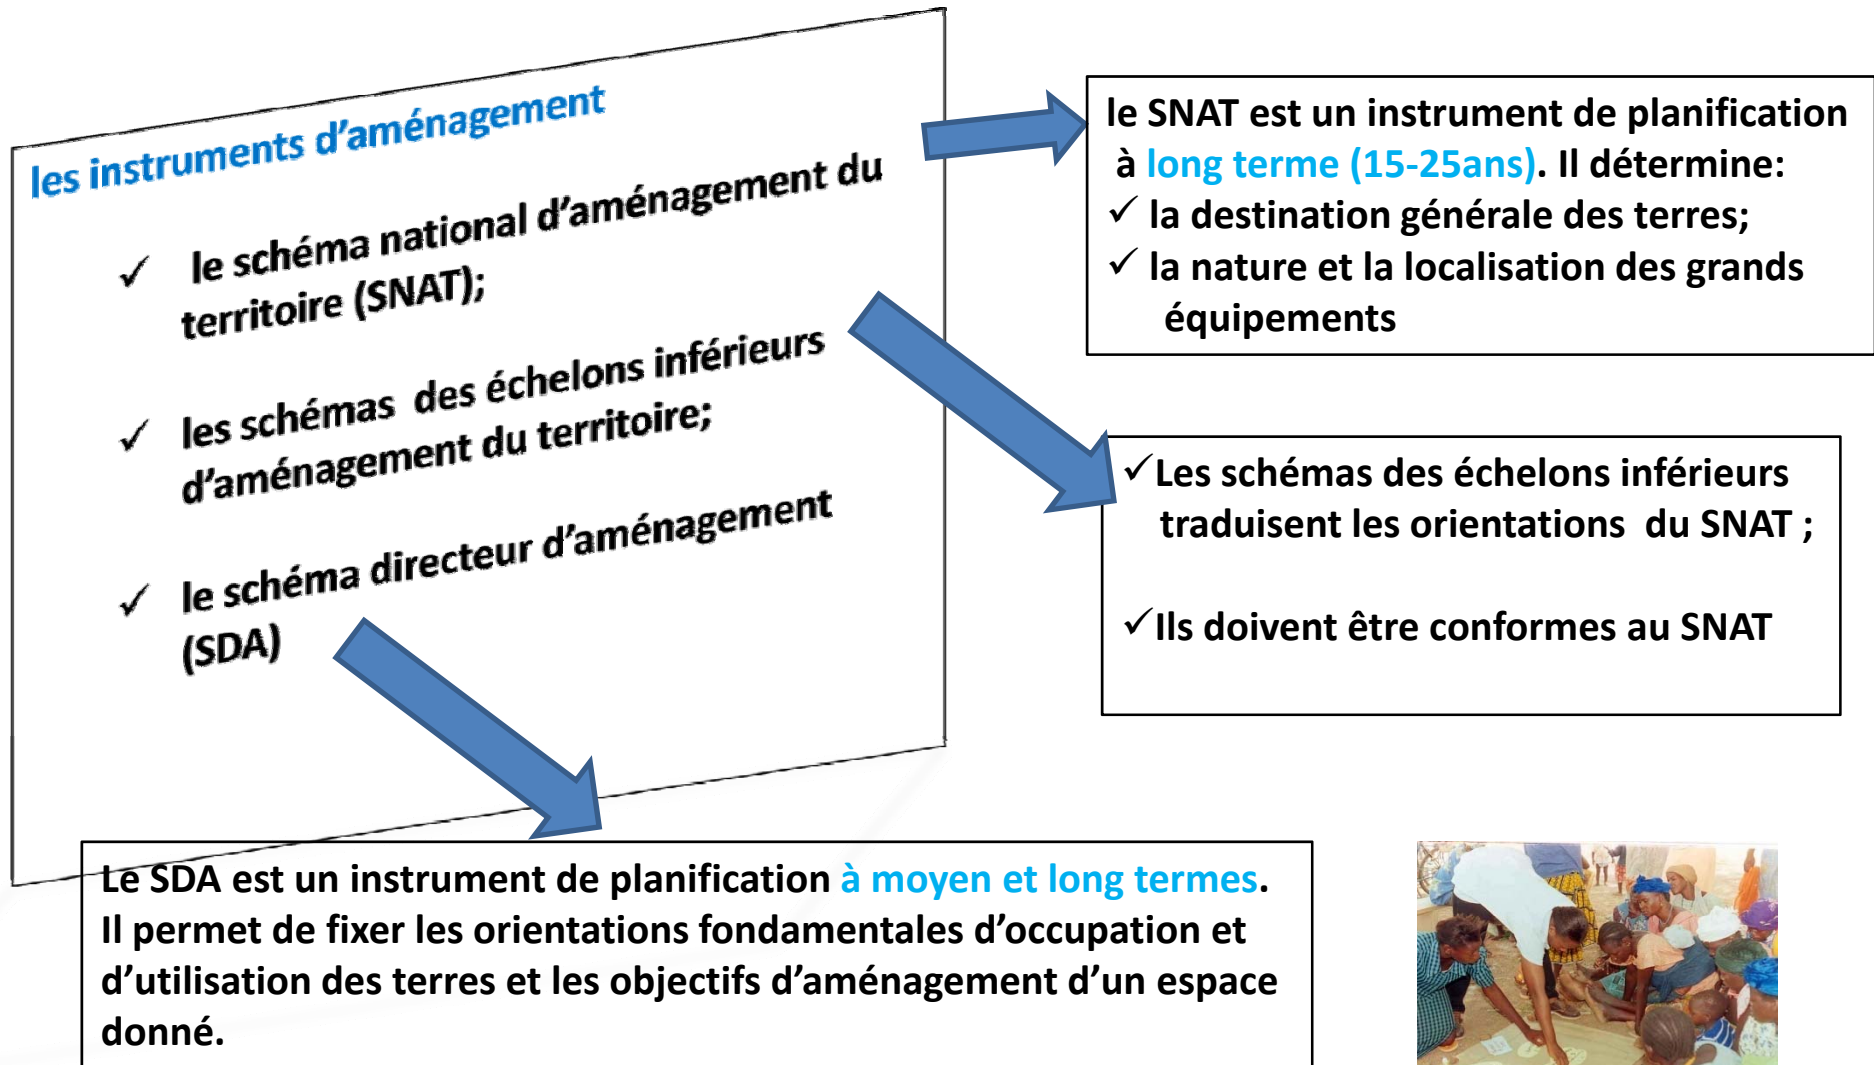 les instruments d’aménagement
✓ le schéma national d’aménagement du
territoire (SNAT);
✓ les schémas des échelons inférieurs
d’aménagement du territoire;
✓ le schéma directeur d’aménagement
(SDA)
le SNAT est un instrument de planification
à long terme (15-25ans). Il détermine:
✓ la destination générale des terres;
✓ la nature et la localisation des grands
équipements
✓Les schémas des échelons inférieurs
traduisent les orientations du SNAT ;
✓Ils doivent être conformes au SNAT
Le SDA est un instrument de planification à moyen et long termes.
Il permet de fixer les orientations fondamentales d’occupation et
d’utilisation des terres et les objectifs d’aménagement d’un espace
donné.